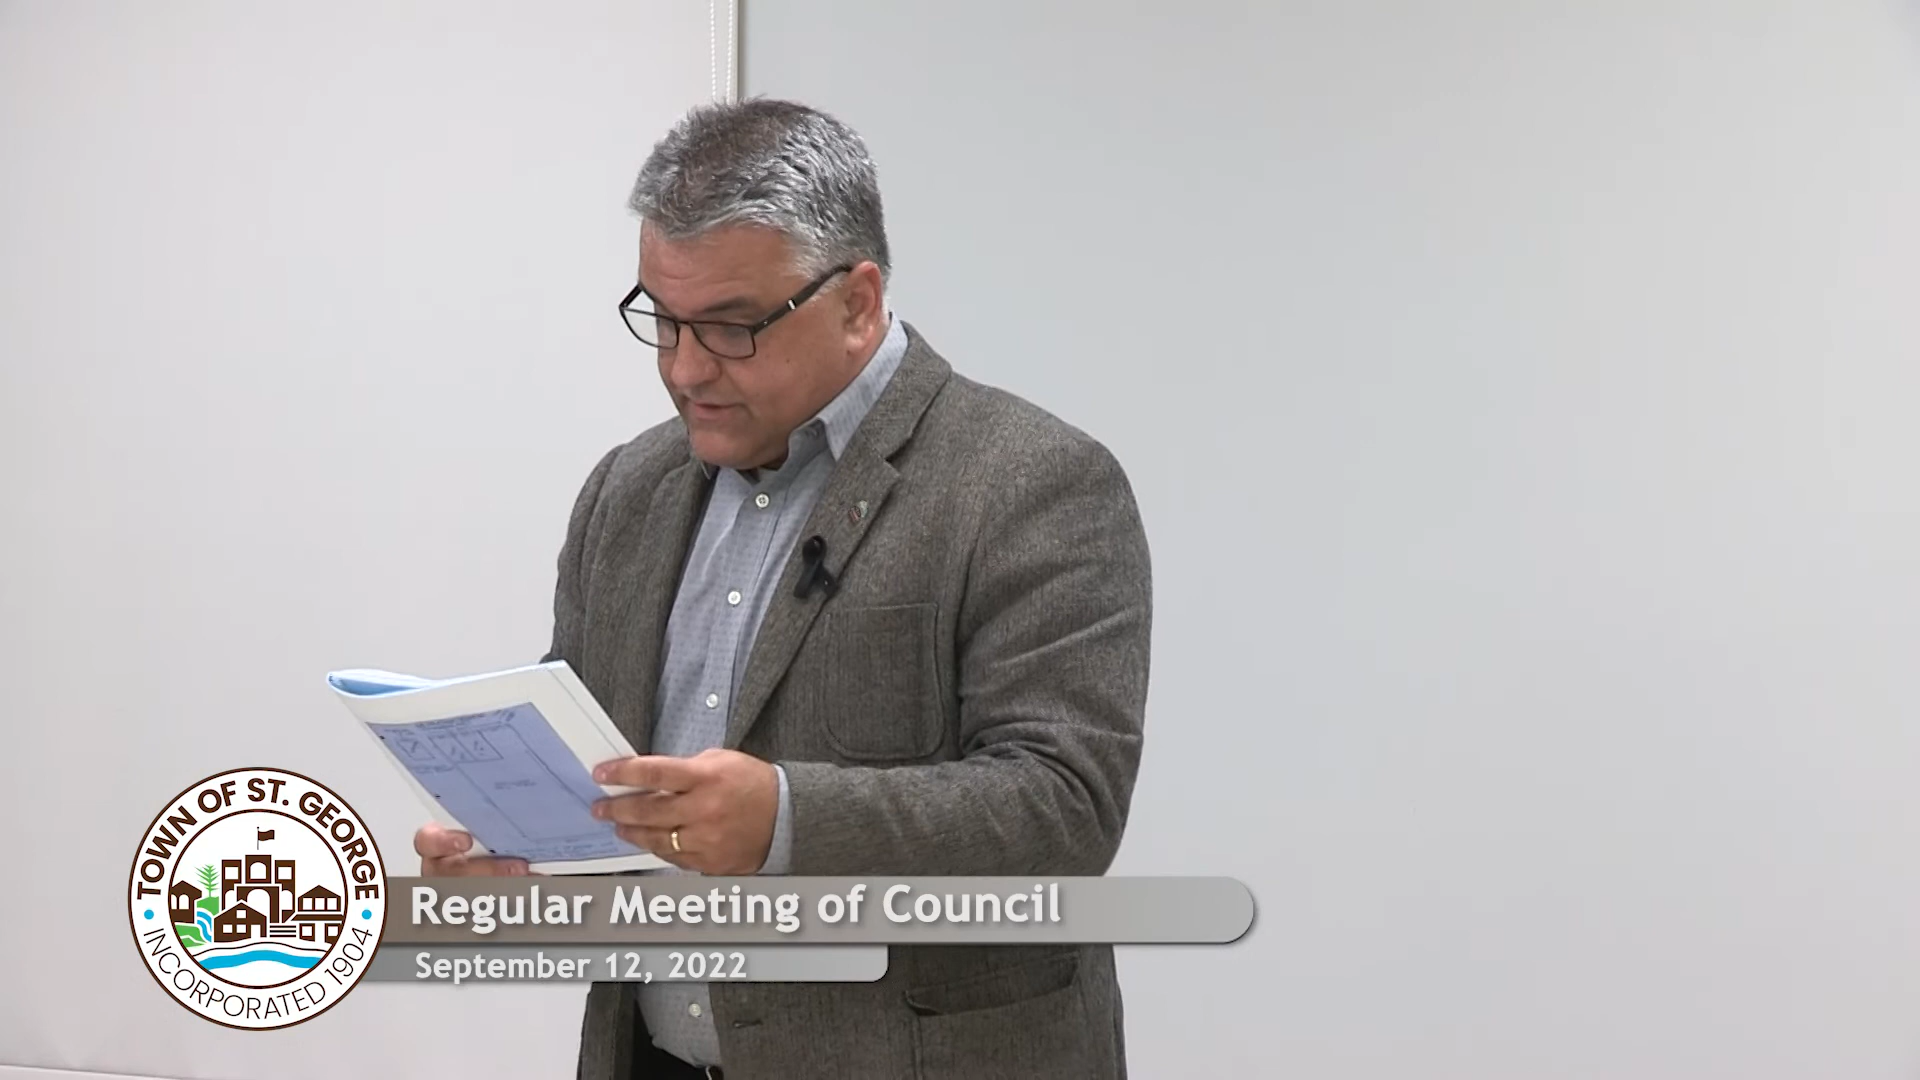 TOWN OF ST. GEORGE
INCORPORATED 1904
Regular Meeting of Council
September 12, 2022